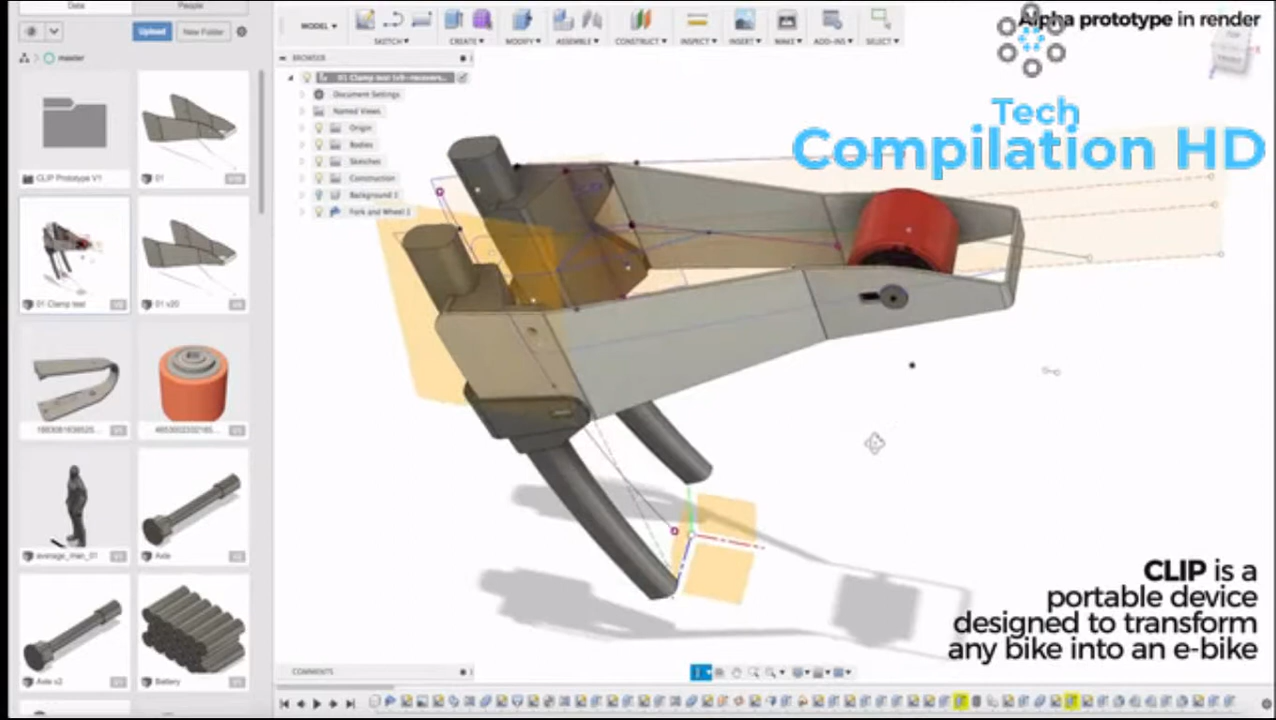 Data
People
Upload
New Folder
master
CLIP Prototype V1
01
01 Clamp test
01 v20
average_man_01
Axle
Axle v2
Battery
MODEL
SKETCH
CREATE
MODIFY
ASSEMBLE
CONSTRUCT
INSPECT
INSERT
MAKE
ADD-INS
SELECT
BROWSER
Document Settings
Named Views
Origin
Bodies
Sketches
Construction
Fork and Wheel
COMMENTS
Alpha prototype in render
Tech
Compilation HD
CLIP is a
portable device
designed to transform
any bike into an e-bike